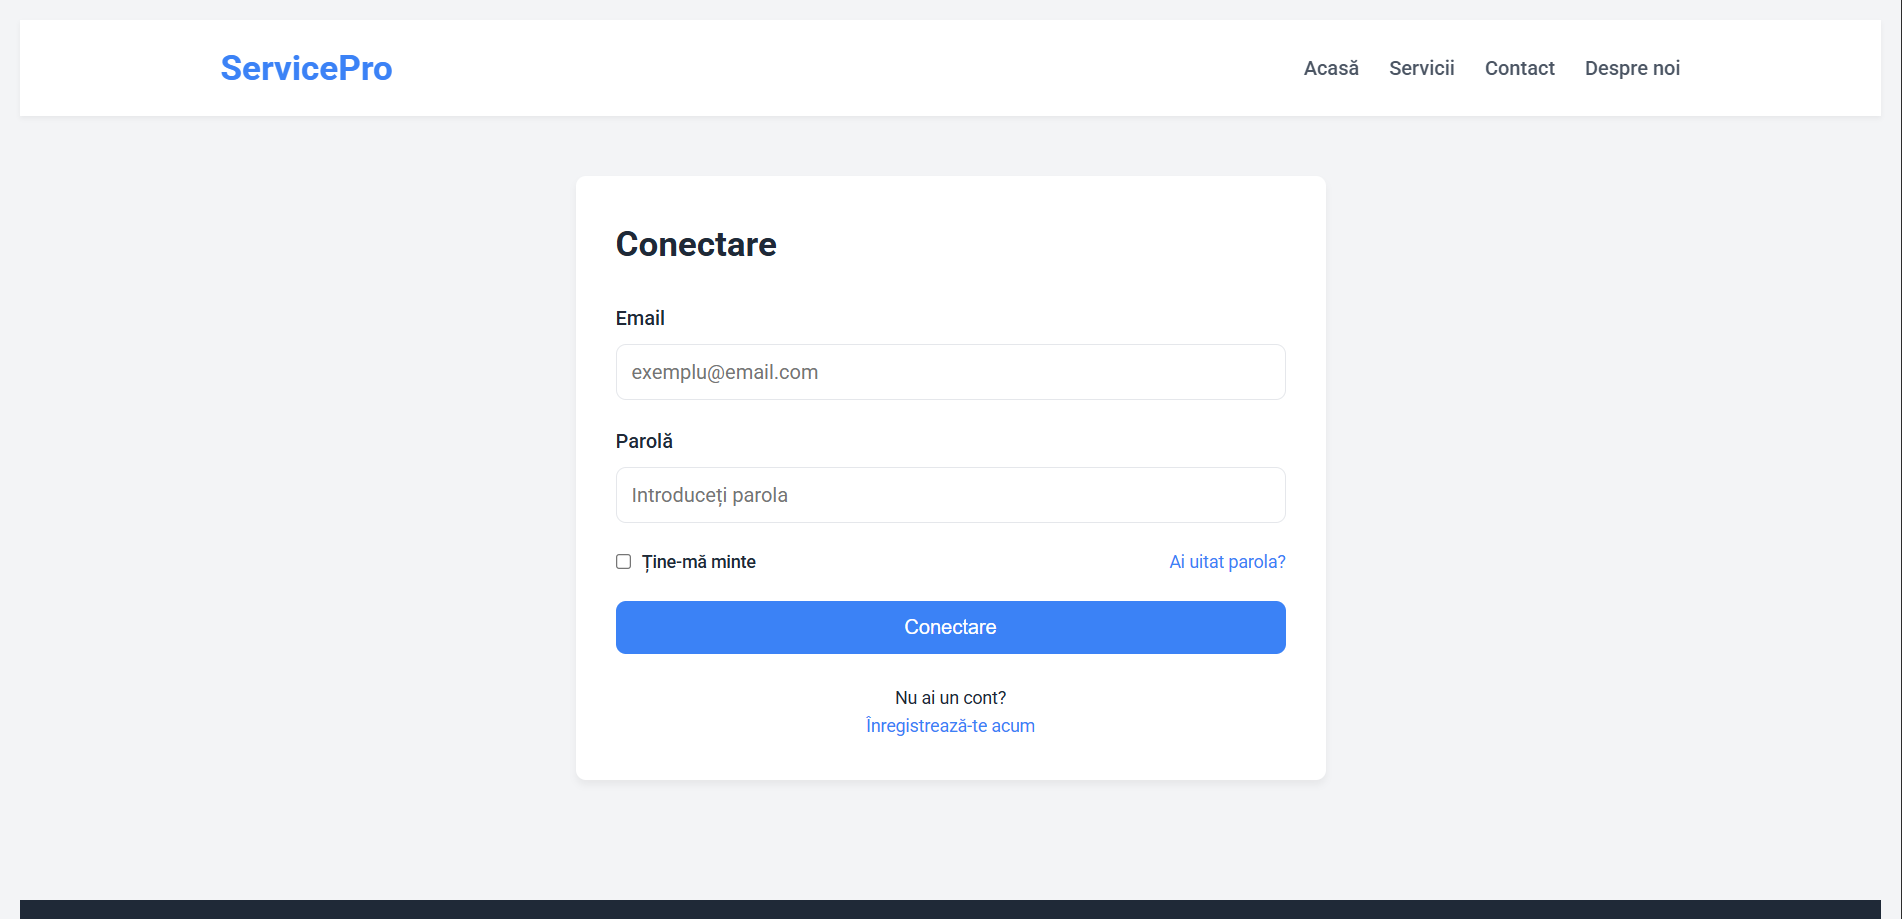 ServicePro
Acasă Servicii Contact Despre noi
Conectare
Email
exemplu@email.com
Parolă
Introduceți parola
Ține-mă minte
Ai uitat parola?
Conectare
Nu ai un cont?
Înregistrează-te acum